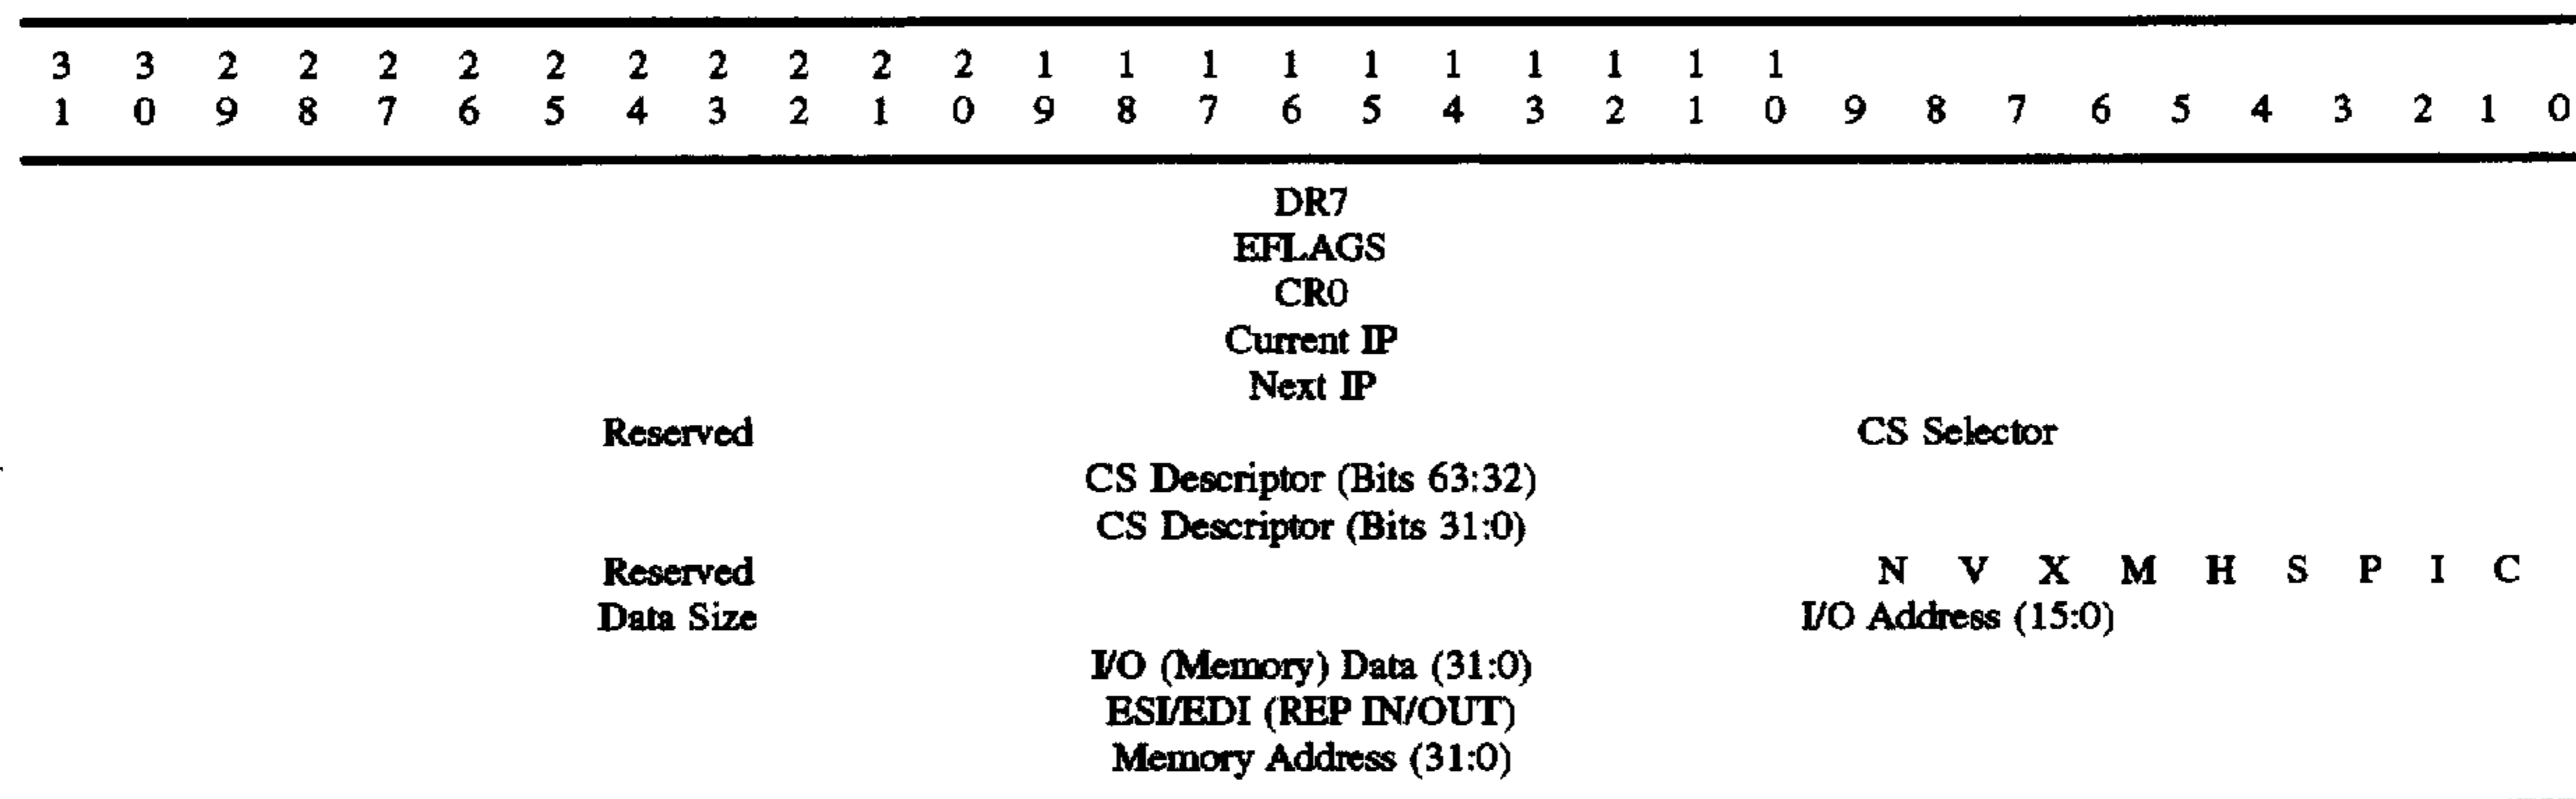 3 3 2 2 2 2 2 2 2 2 2 2 1 1 1 1 1 1 1 1 1 1
1 0 9 8 7 6 5 4 3 2 1 0 9 8 7 6 5 4 3 2 1 0 9 8 7 6 5 4 3 2 1 0
DR7
EFLAGS
CR0
Current IP
Next IP
Reserved CS Selector
CS Descriptor (Bits 63:32)
CS Descriptor (Bits 31:0)
Reserved N V X M H S P I C
Data Size I/O Address (15:0)
I/O (Memory) Data (31:0)
ESI/EDI (REP IN/OUT)
Memory Address (31:0)